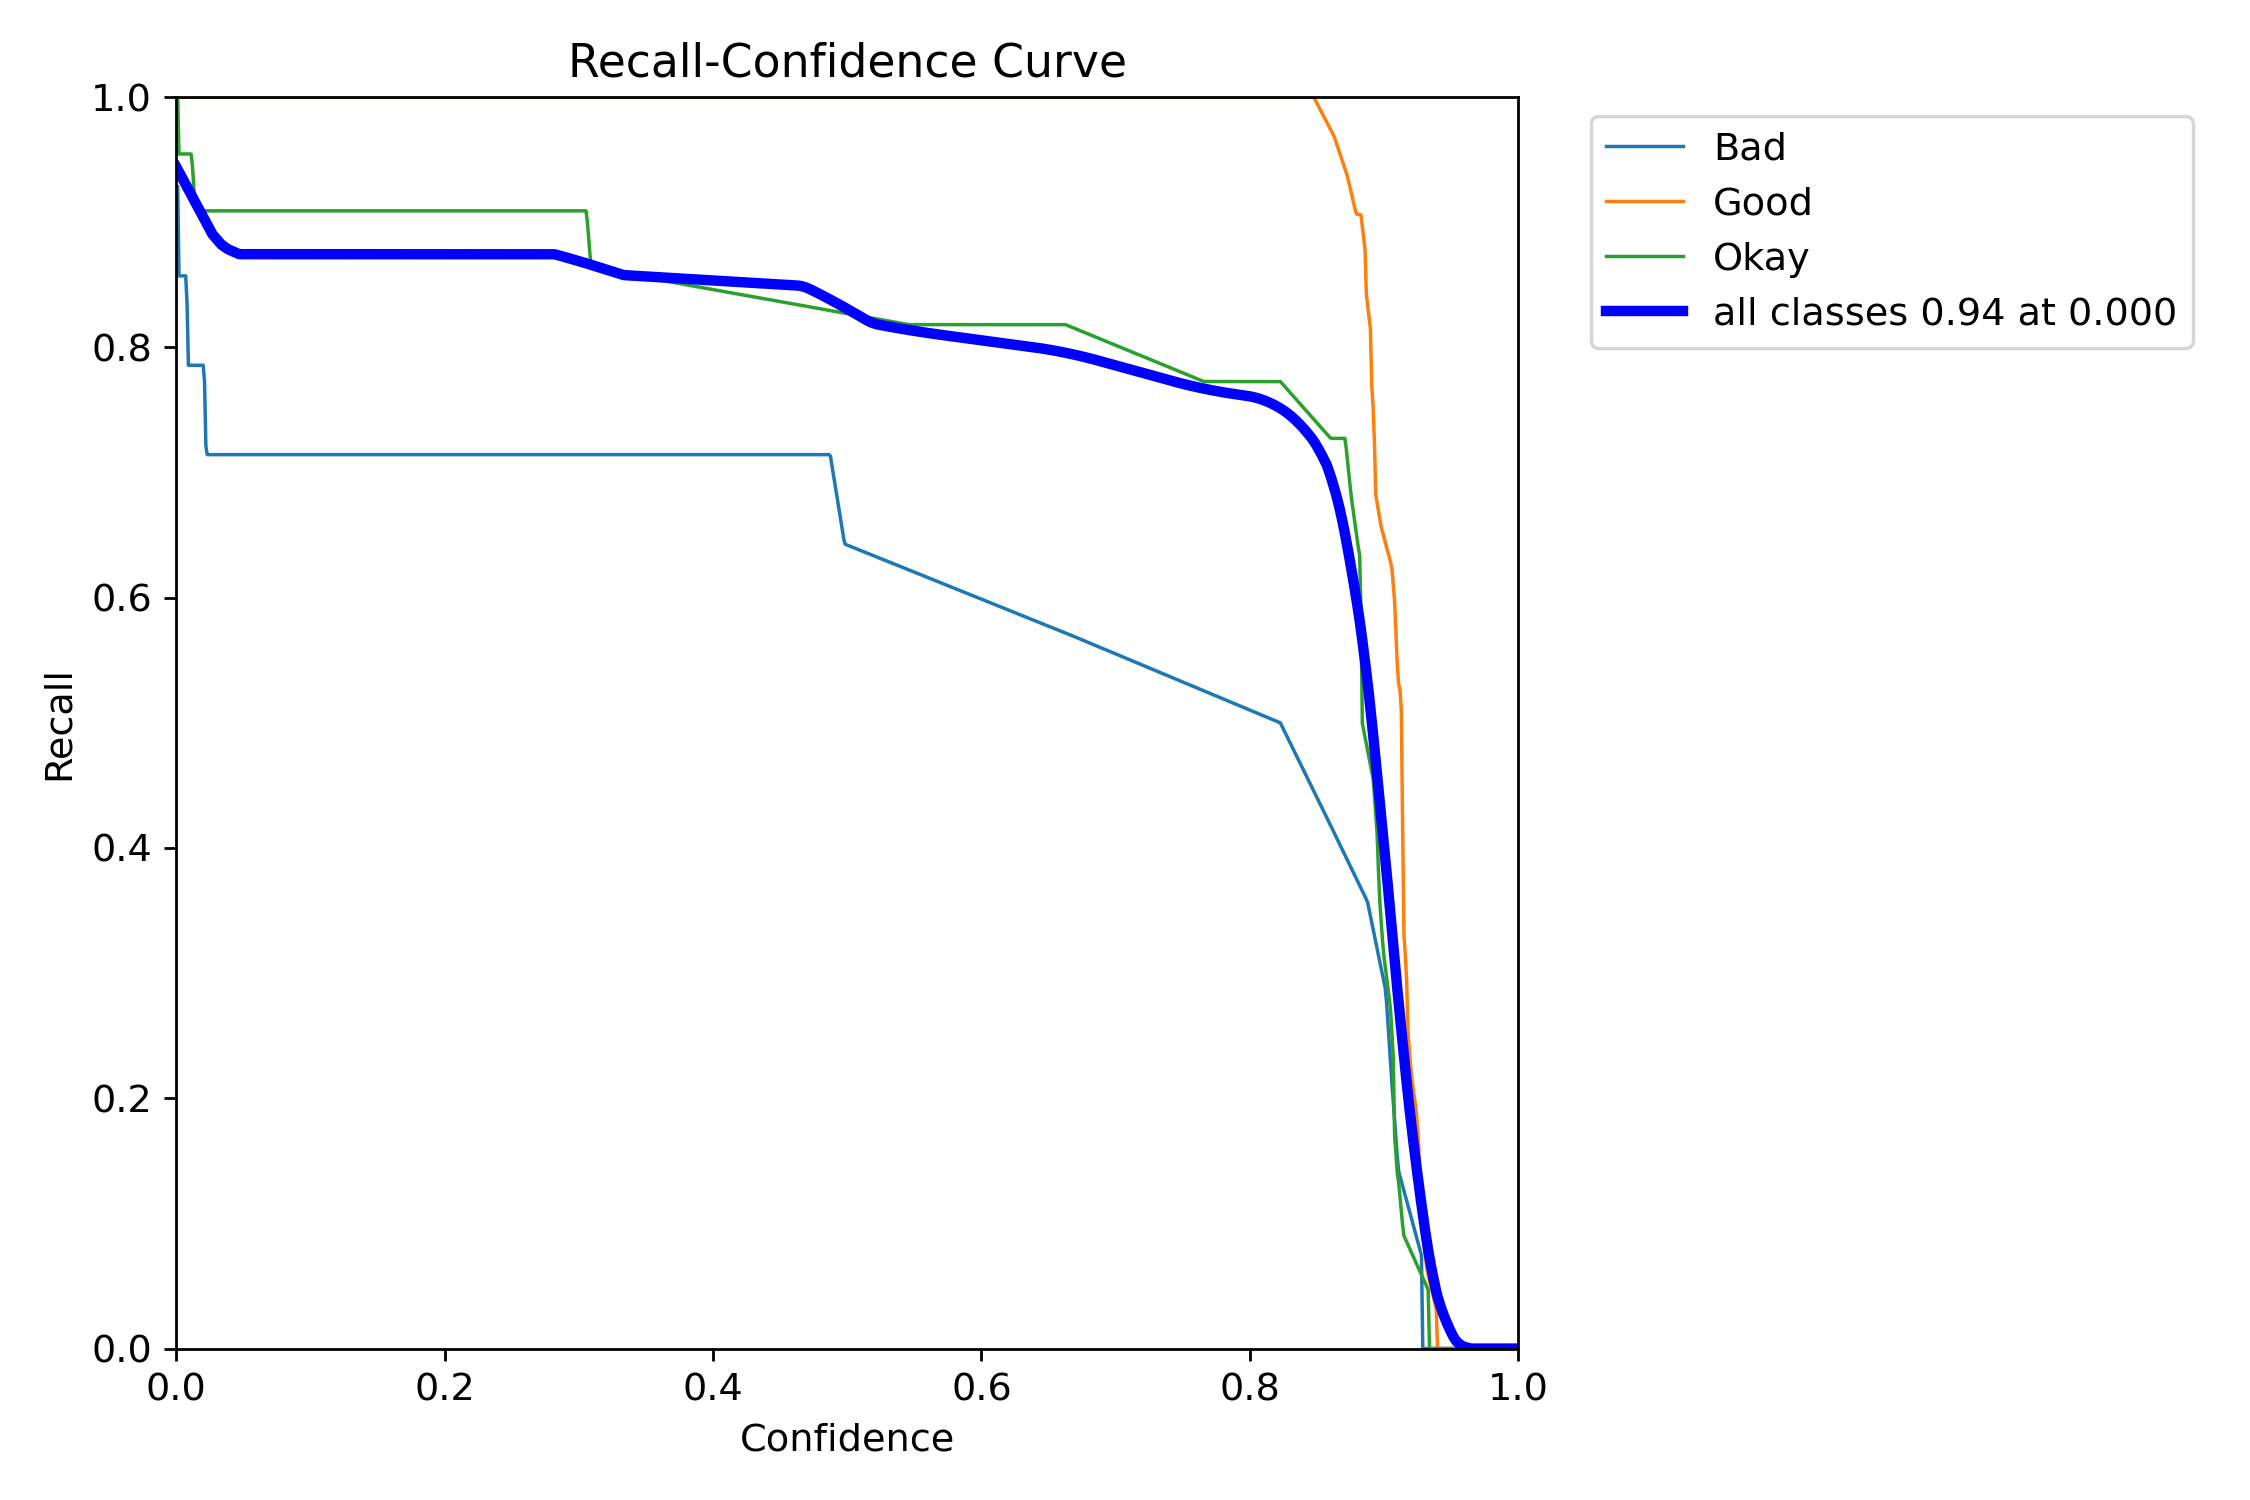 Recall-Confidence Curve
1.0
0.8
0.6
0.4
0.2
0.0
Recall
0.0 0.2 0.4 0.6 0.8 1.0
Confidence
Bad
Good
Okay
all classes 0.94 at 0.000